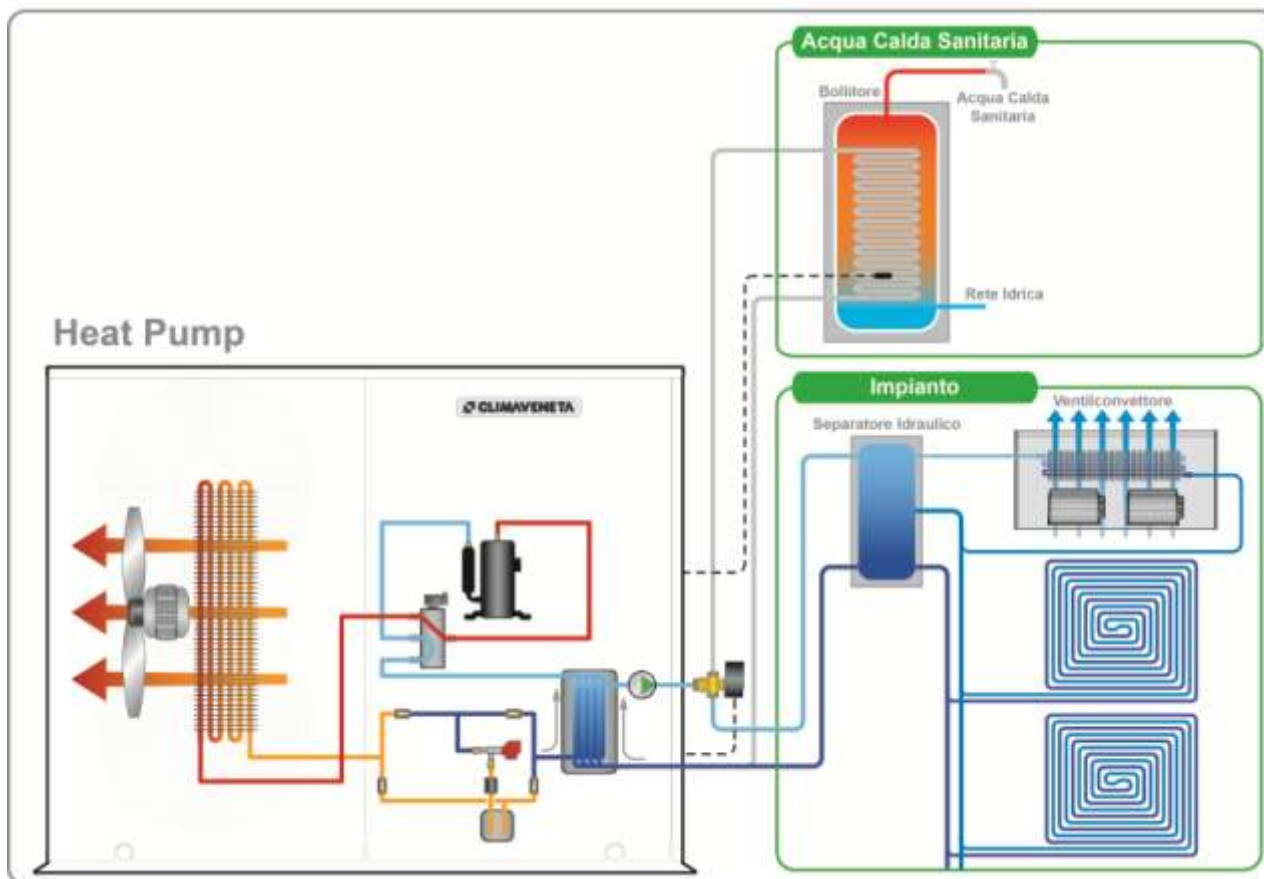 Acqua Calda Sanitaria
Bollitore
Acqua Calda
Sanitaria
Rete Idrica
Heat Pump
CLIMAVENETA
Impianto
Ventilconvettore
Separatore Idraulico